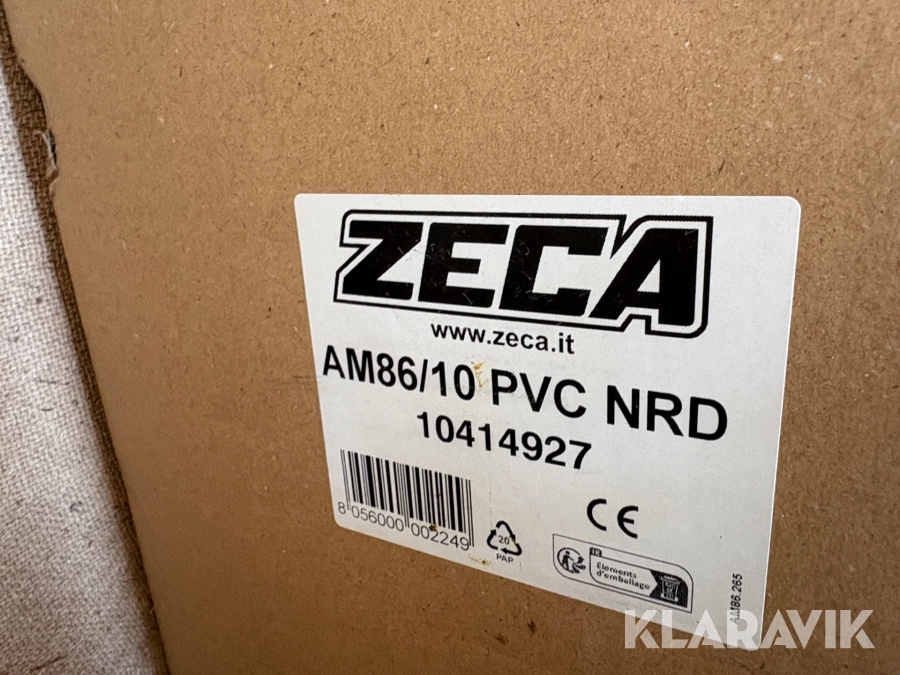 ZECA
www.zeca.it
AM86/10 PVC NRD
10414927
8 056000 002249
CE
20
PAP
FR
Éléments
d'emballage
AM86.265
KLARAVIK